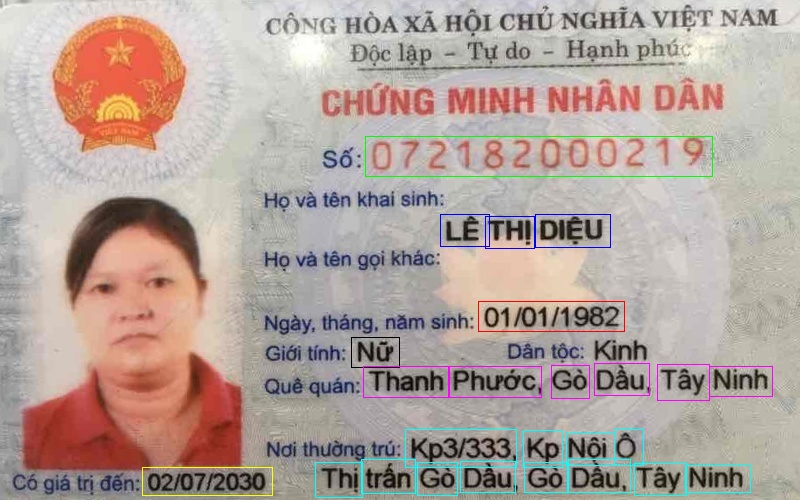 CỘNG HÒA XÃ HỘI CHỦ NGHĨA VIỆT NAM
Độc lập - Tự do - Hạnh phúc
CHỨNG MINH NHÂN DÂN
VIỆT NAM
Số: 072182000219
Họ và tên khai sinh:
LÊ THỊ DIỆU
Họ và tên gọi khác:
Ngày, tháng, năm sinh: 01/01/1982
Giới tính: Nữ Dân tộc: Kinh
Quê quán: Thanh Phước, Gò Dầu, Tây Ninh
Nơi thường trú: Kp3/333, Kp Nội Ô
Thị trấn Gò Dầu, Gò Dầu, Tây Ninh
Có giá trị đến: 02/07/2030